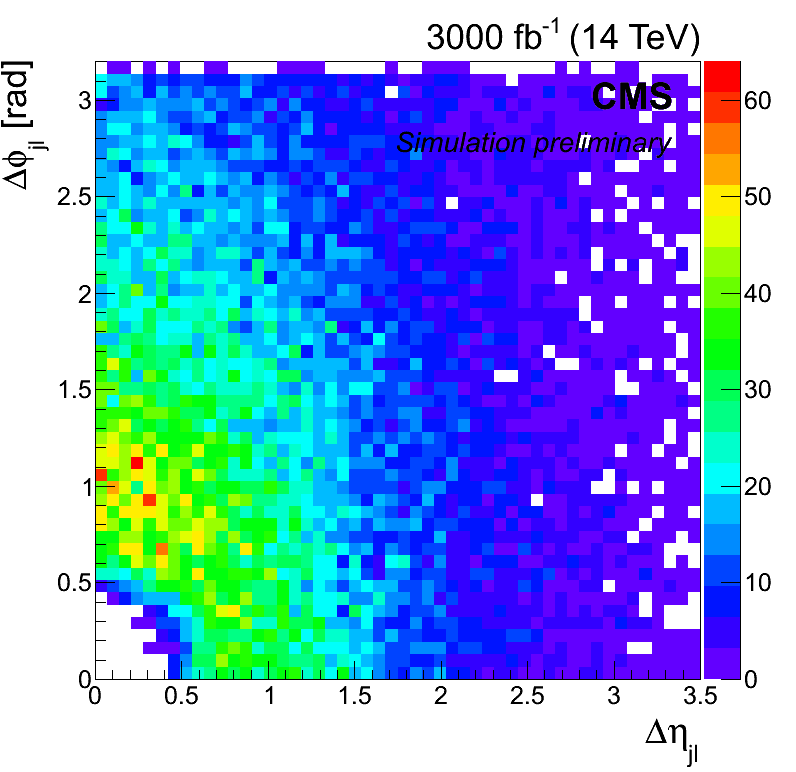 3000 fb⁻¹ (14 TeV)
CMS
Simulation preliminary
Δϕjl [rad]
3
2.5
2
1.5
1
0.5
0
0 0.5 1 1.5 2 2.5 3 3.5
Δηjl
60
50
40
30
20
10
0